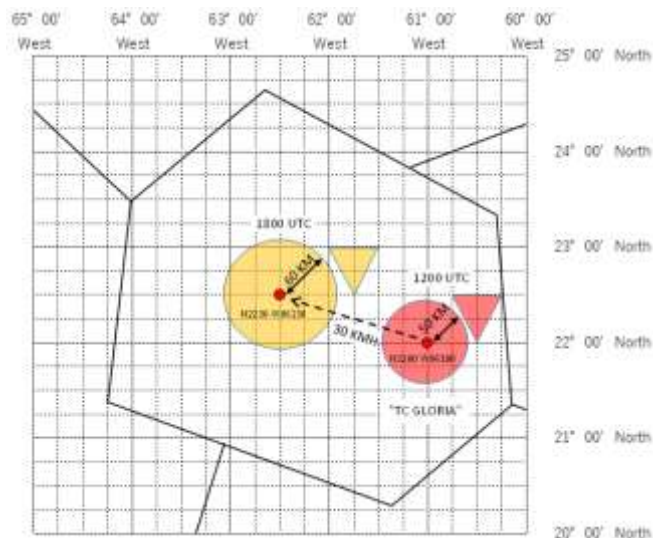 65° 00' 64° 00' 63° 00' 62° 00' 61° 00' 60° 00'
West West West West West West
25° 00' North
24° 00' North
1800 UTC
23° 00' North
60 KM
1200 UTC
50 KM
30 KMH
22° 00' North
"TC GLORIA"
21° 00' North
20° 00' North